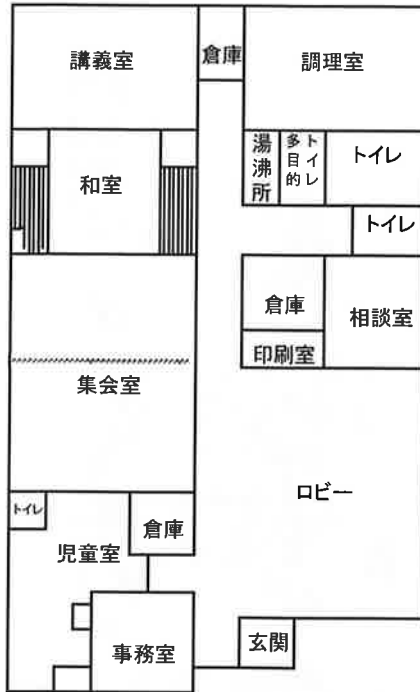 講義室
倉庫
調理室
湯沸所
多目的
トイレ
トイレ
和室
トイレ
倉庫
相談室
印刷室
集会室
ロビー
トイレ
倉庫
児童室
玄関
事務室